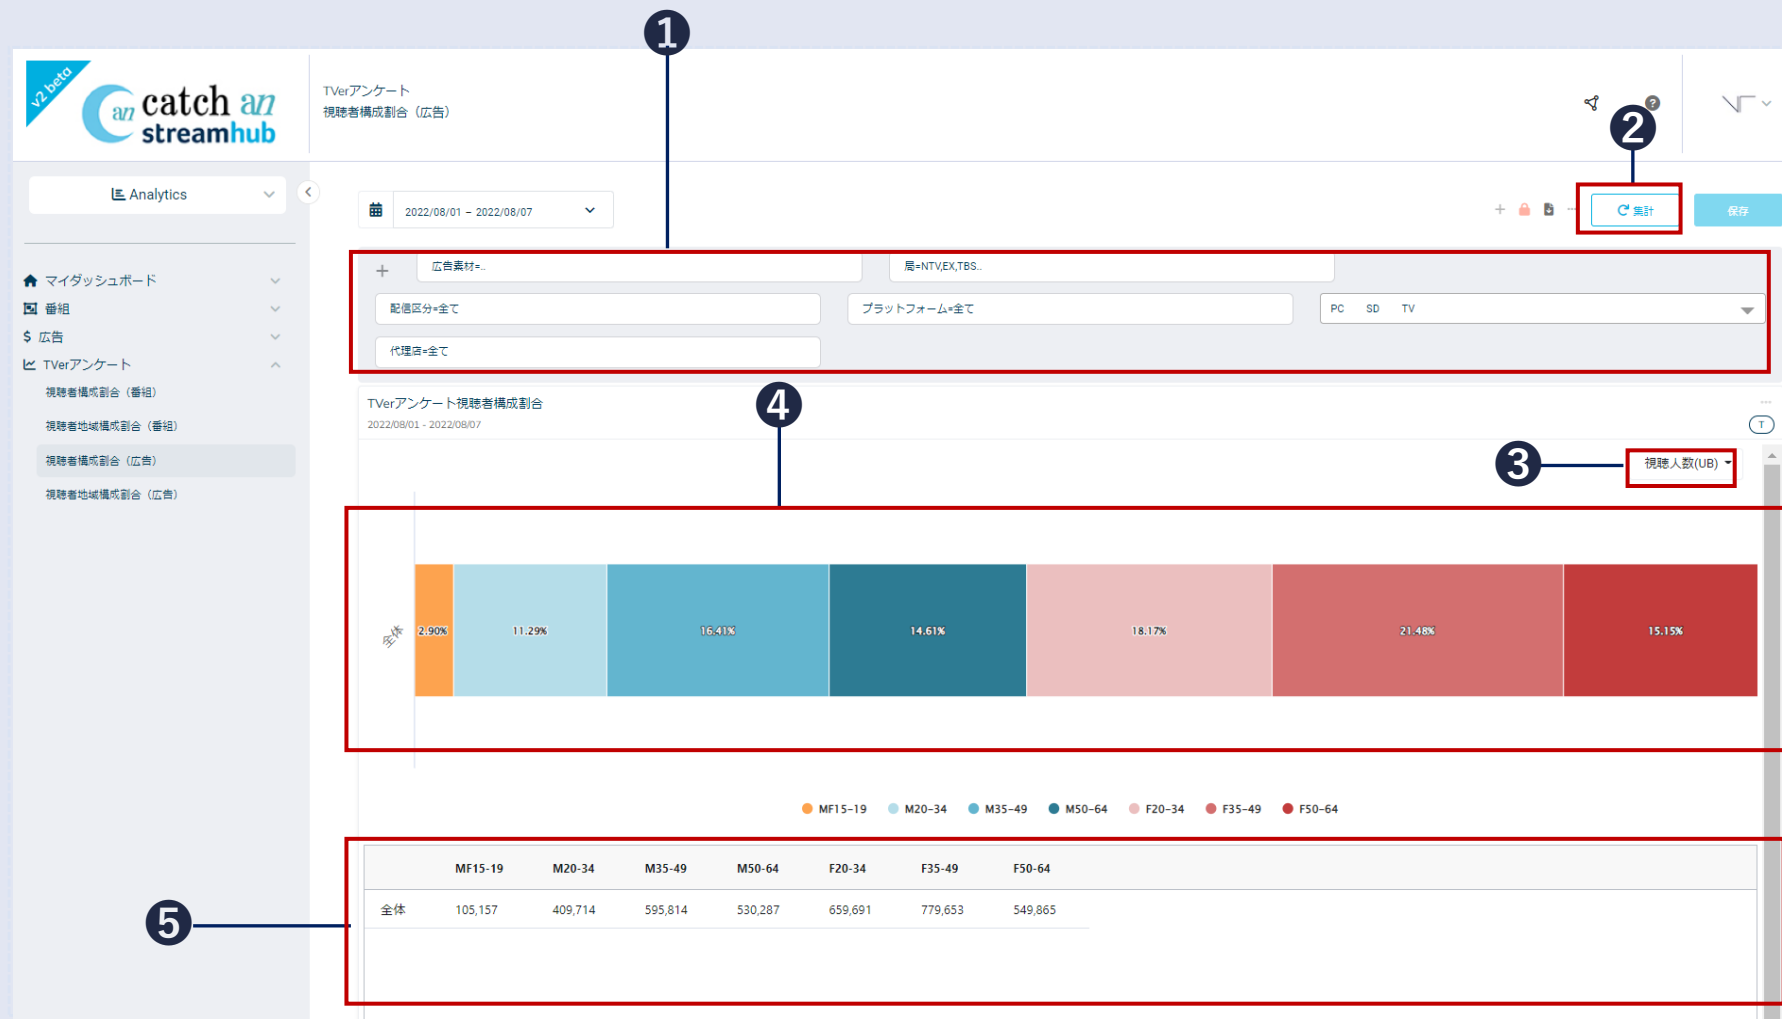 1
v2 beta
an catch an
streamhub
TVerアンケート
視聴者構成割合（広告）
?
2
Analytics
2022/08/01 – 2022/08/07
集計
保存
広告素材=..
局=NTV,EX,TBS..
マイダッシュボード
番組
配信区分=全て
プラットフォーム=全て
PC SD TV
$ 広告
代理店=全て
TVerアンケート
視聴者構成割合（番組）
視聴者地域構成割合（番組）
視聴者構成割合（広告）
視聴者地域構成割合（広告）
TVerアンケート視聴者構成割合
4
2022/08/01 - 2022/08/07
T
3
視聴人数(UB)
全体
2.90%
11.29%
16.41%
14.61%
18.17%
21.48%
15.15%
MF15-19 M20-34 M35-49 M50-64 F20-34 F35-49 F50-64
MF15-19 M20-34 M35-49 M50-64 F20-34 F35-49 F50-64
全体 105,157 409,714 595,814 530,287 659,691 779,653 549,865
5